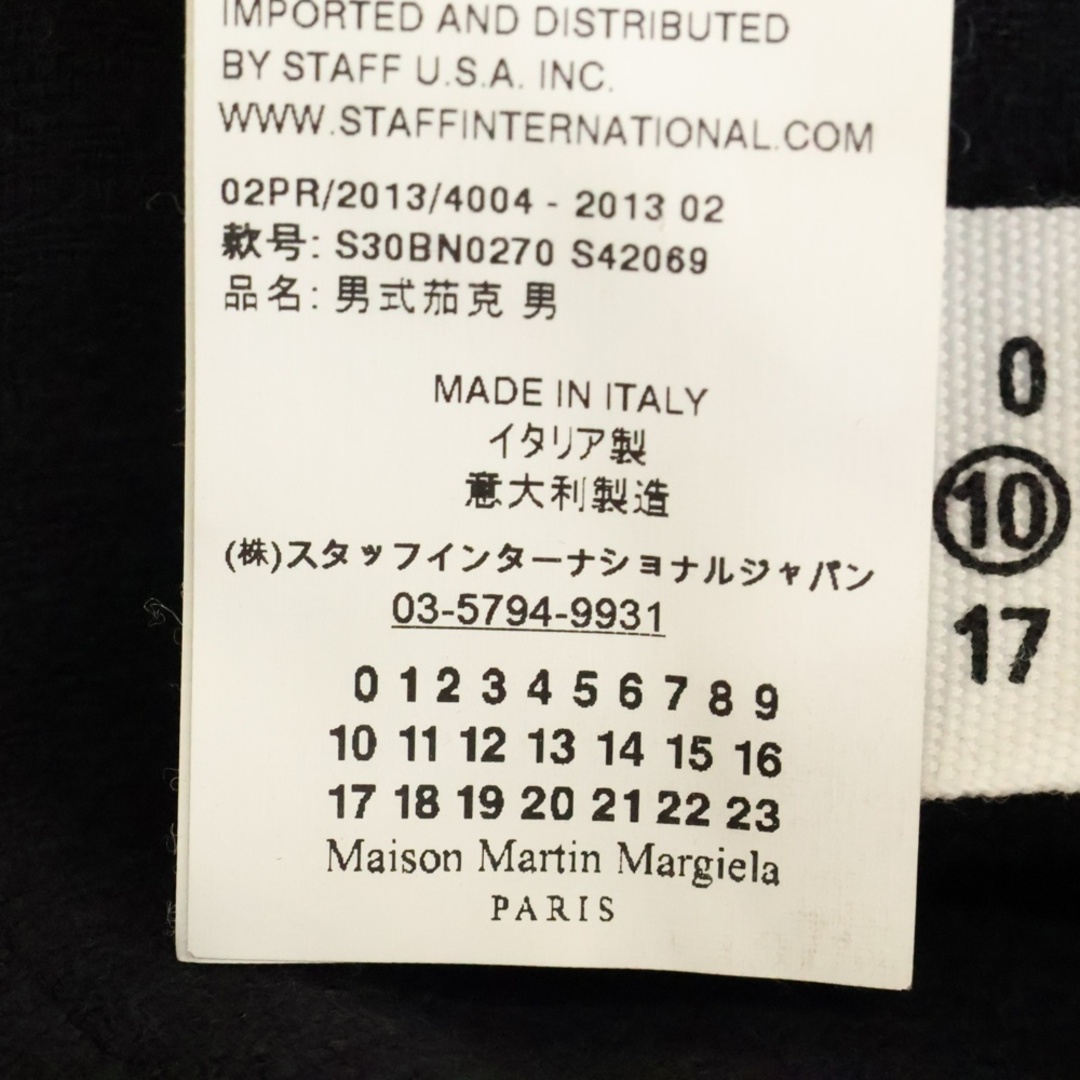 IMPORTED AND DISTRIBUTED
BY STAFF U.S.A. INC.
WWW.STAFFINTERNATIONAL.COM
02PR/2013/4004 - 2013 02
款号: S30BN0270 S42069
品名: 男式茄克 男
MADE IN ITALY
イタリア製
意大利製造
(株)スタッフインターナショナルジャパン
03-5794-9931
0 1 2 3 4 5 6 7 8 9
10 11 12 13 14 15 16
17 18 19 20 21 22 23
Maison Martin Margiela
PARIS
0
10
17